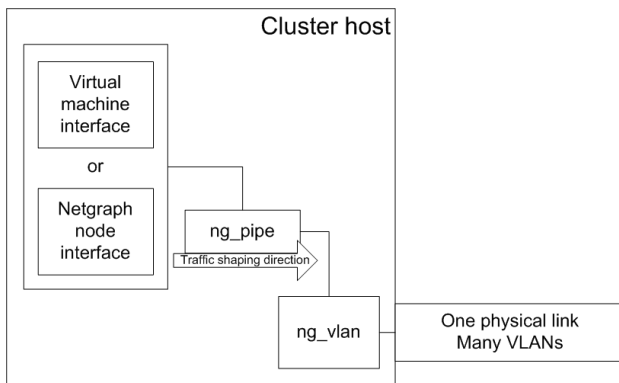 Cluster host
Virtual
machine
interface
or
Netgraph
node
interface
ng_pipe
Traffic shaping direction
ng_vlan
One physical link
Many VLANs